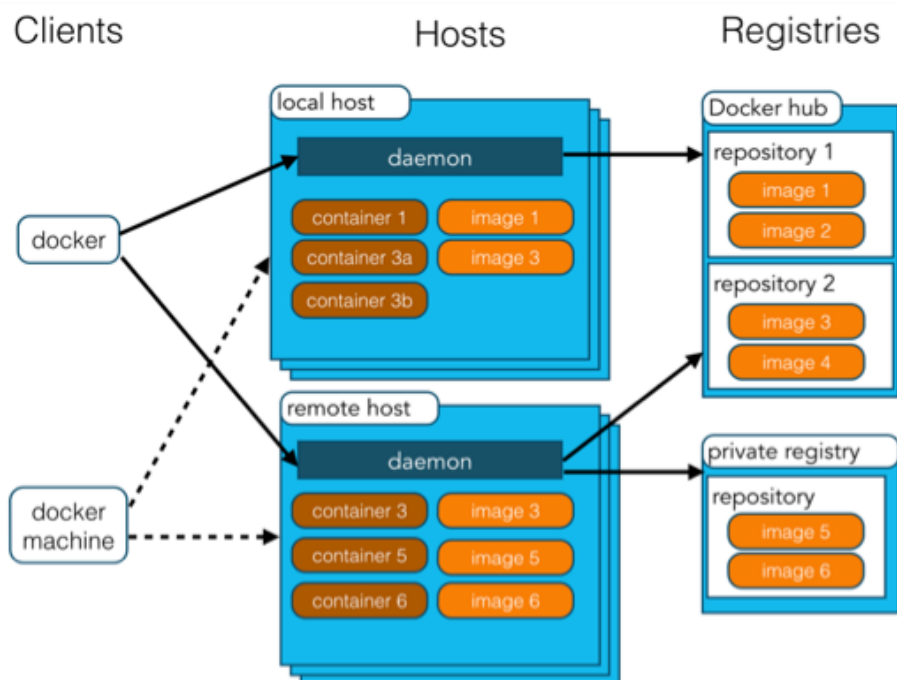 Clients
Hosts
Registries
local host
daemon
container 1
image 1
container 3a
image 3
container 3b
docker
remote host
daemon
container 3
image 3
container 5
image 5
container 6
image 6
docker
machine
Docker hub
repository 1
image 1
image 2
repository 2
image 3
image 4
private registry
repository
image 5
image 6